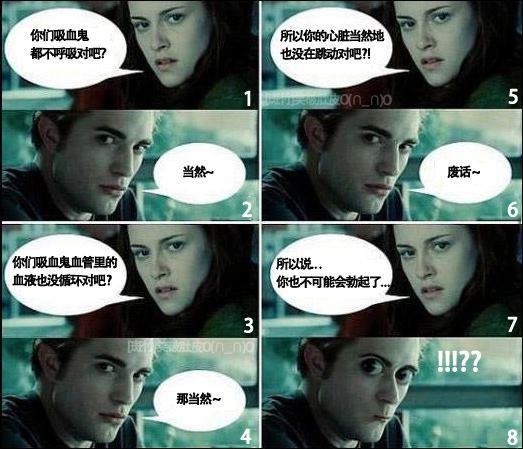 你们吸血鬼
都不呼吸对吧?
1
当然~
2
你们吸血鬼血管里的
血液也没循环对吧?
3
那当然~
4
所以你的心脏当然地
也没在跳动对吧?!
5
废话~
6
所以说...
你也不可能会勃起了...
7
!!!??
8